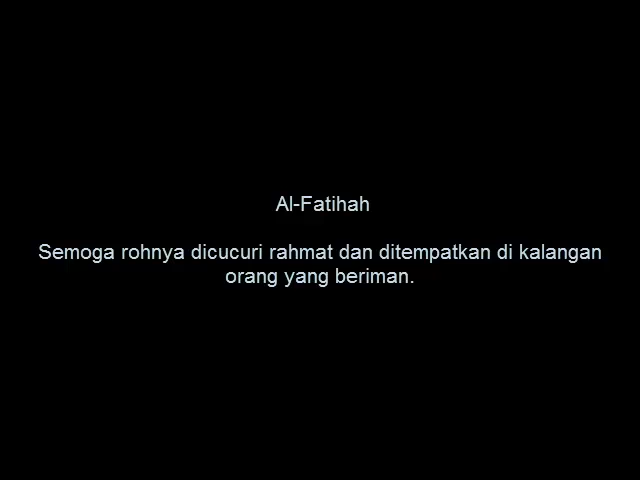 Al-Fatihah
Semoga rohnya dicucuri rahmat dan ditempatkan di kalangan
orang yang beriman.